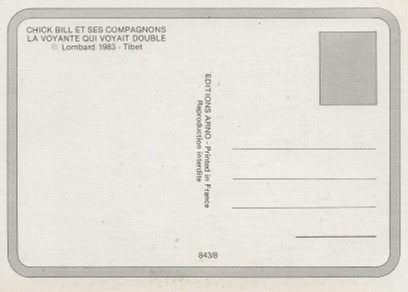 CHICK BILL ET SES COMPAGNONS
LA VOYANTE QUI VOYAIT DOUBLE
© Lombard 1983 - Tibet
EDITIONS ARNO - Printed in France
Reproduction interdite
843/8